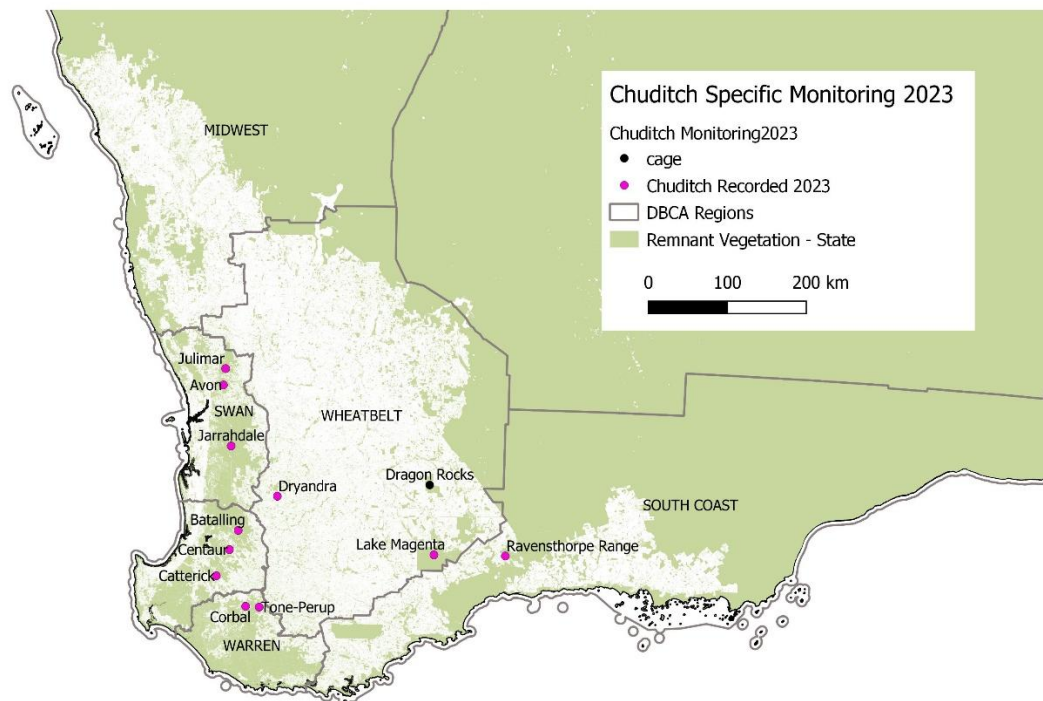 Chuditch Specific Monitoring 2023
Chuditch Monitoring2023
cage
Chuditch Recorded 2023
DBCA Regions
Remnant Vegetation - State
0 100 200 km
MIDWEST
Julimar
Avon
SWAN
WHEATBELT
Jarrahdale
Dragon Rocks
Dryandra
SOUTH COAST
Batalling
Centaur
Lake Magenta
Ravensthorpe Range
Catterick
Tone-Perup
Corbal
WARREN